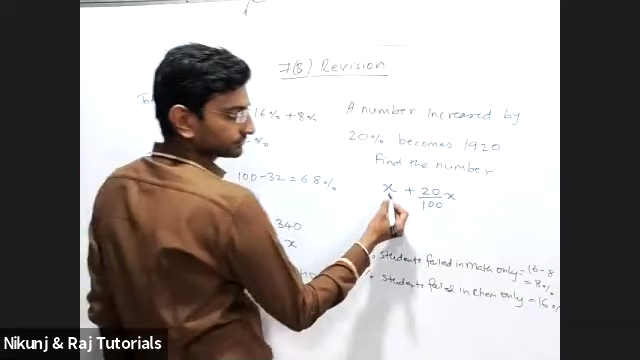 7(B) Revision
16% + 8%
%
100 - 32 = 68%
340
x
A number Increased by
20% becomes 1920
Find the number
x + 20/100 x
% students failed in Math only = 16 - 8
= 8%
% students failed in Chem only = 16%
Nikunj & Raj Tutorials